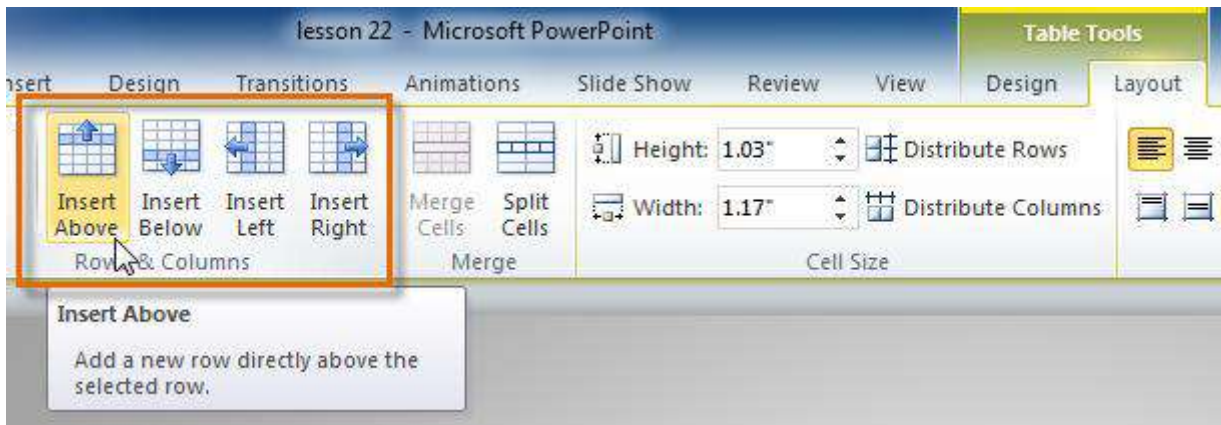 lesson 22 - Microsoft PowerPoint
Table Tools
nsert Design Transitions Animations Slide Show Review View Design Layout
Insert Above
Insert Below
Insert Left
Insert Right
Rows & Columns
Merge Cells
Split Cells
Merge
Height: 1.03"
Distribute Rows
Width: 1.17"
Distribute Columns
Cell Size
Insert Above
Add a new row directly above the
selected row.